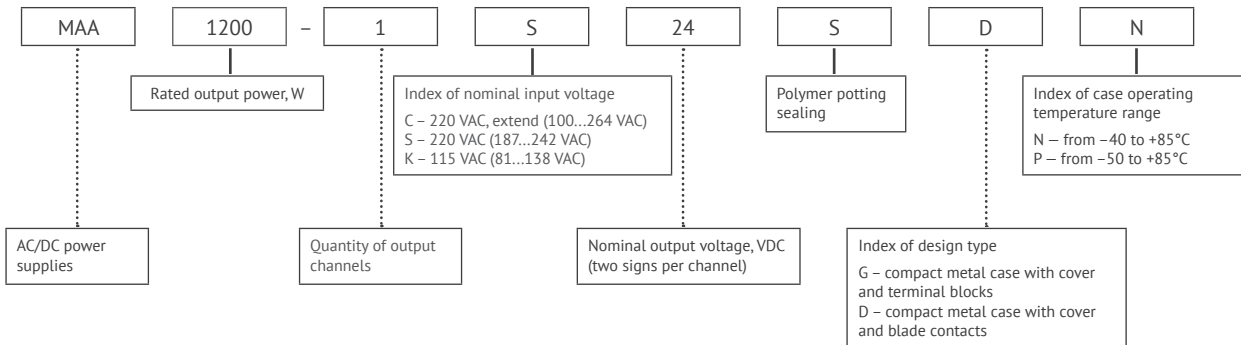 MAA 1200 – 1 S 24 S D N
Rated output power, W
Index of nominal input voltage
C – 220 VAC, extend (100...264 VAC)
S – 220 VAC (187...242 VAC)
K – 115 VAC (81...138 VAC)
Polymer potting
sealing
Index of case operating
temperature range
N — from –40 to +85°C
P — from –50 to +85°C
AC/DC power
supplies
Quantity of output
channels
Nominal output voltage, VDC
(two signs per channel)
Index of design type
G – compact metal case with cover
and terminal blocks
D – compact metal case with cover
and blade contacts